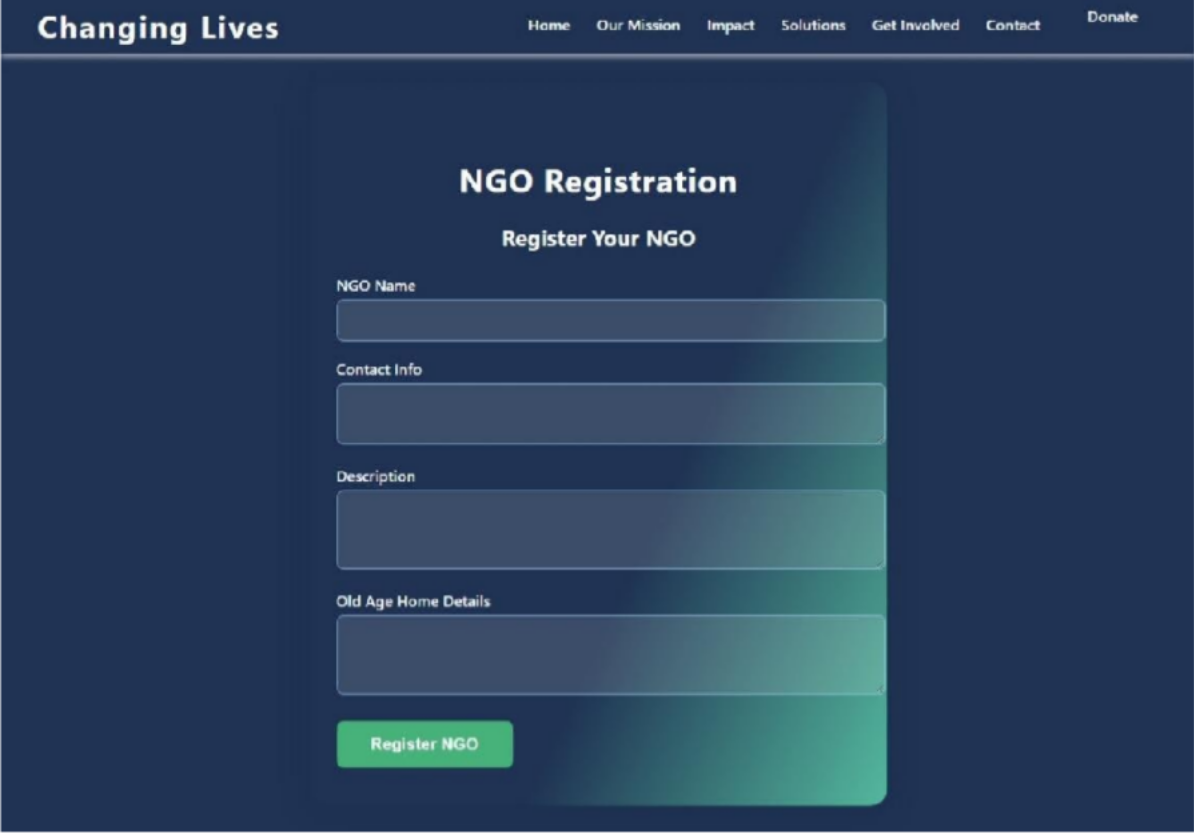 Changing Lives
Home Our Mission Impact Solutions Get Involved Contact Donate
NGO Registration
Register Your NGO
NGO Name
Contact Info
Description
Old Age Home Details
Register NGO